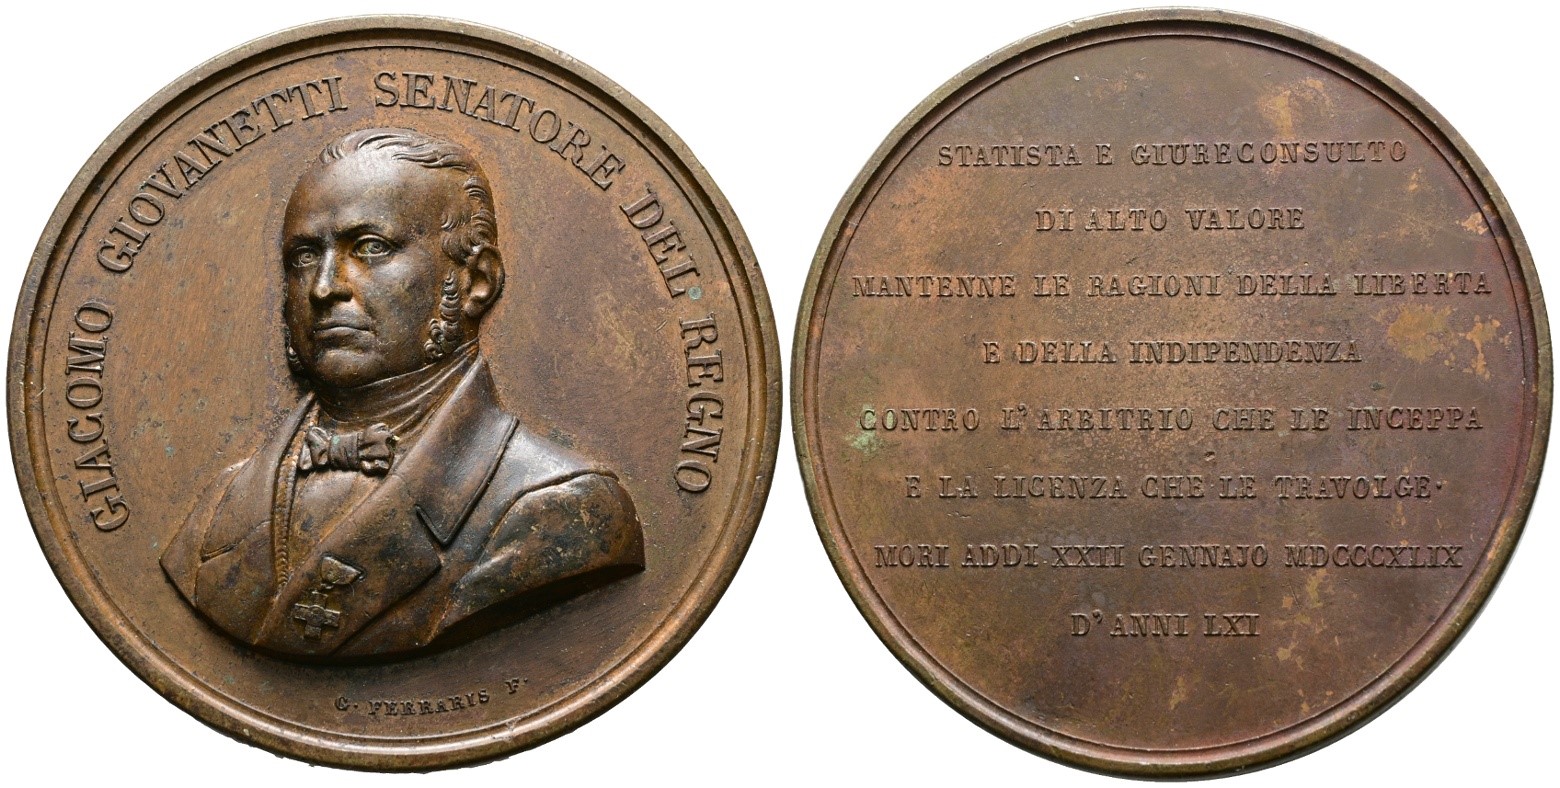 GIACOMO GIOVANETTI SENATORE DEL REGNO
G. FERRARIS F.
STATISTA E GIURECONSULTO
DI ALTO VALORE
MANTENNE LE RAGIONI DELLA LIBERTA
E DELLA INDIPENDENZA
CONTRO L'ARBITRIO CHE LE INCEPPA
E LA LICENZA CHE LE TRAVOLGE.
MORI ADDI XXII GENNAJO MDCCCXLIX
D'ANNI LXI